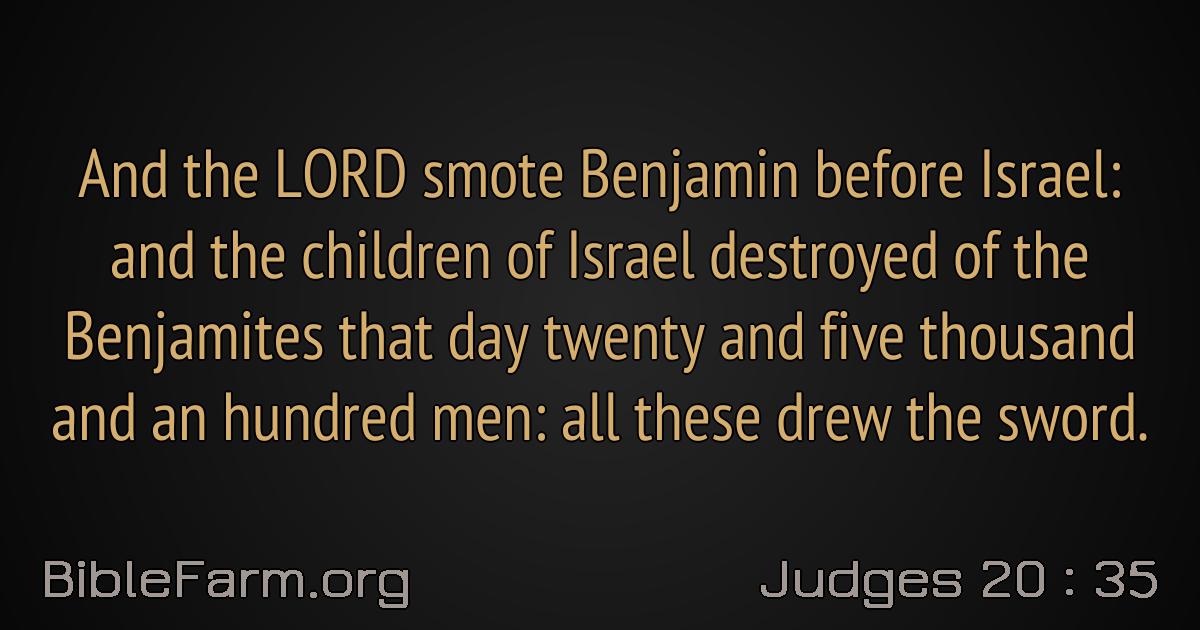 And the LORD smote Benjamin before Israel:
and the children of Israel destroyed of the
Benjamites that day twenty and five thousand
and an hundred men: all these drew the sword.
BibleFarm.org
Judges 20 : 35